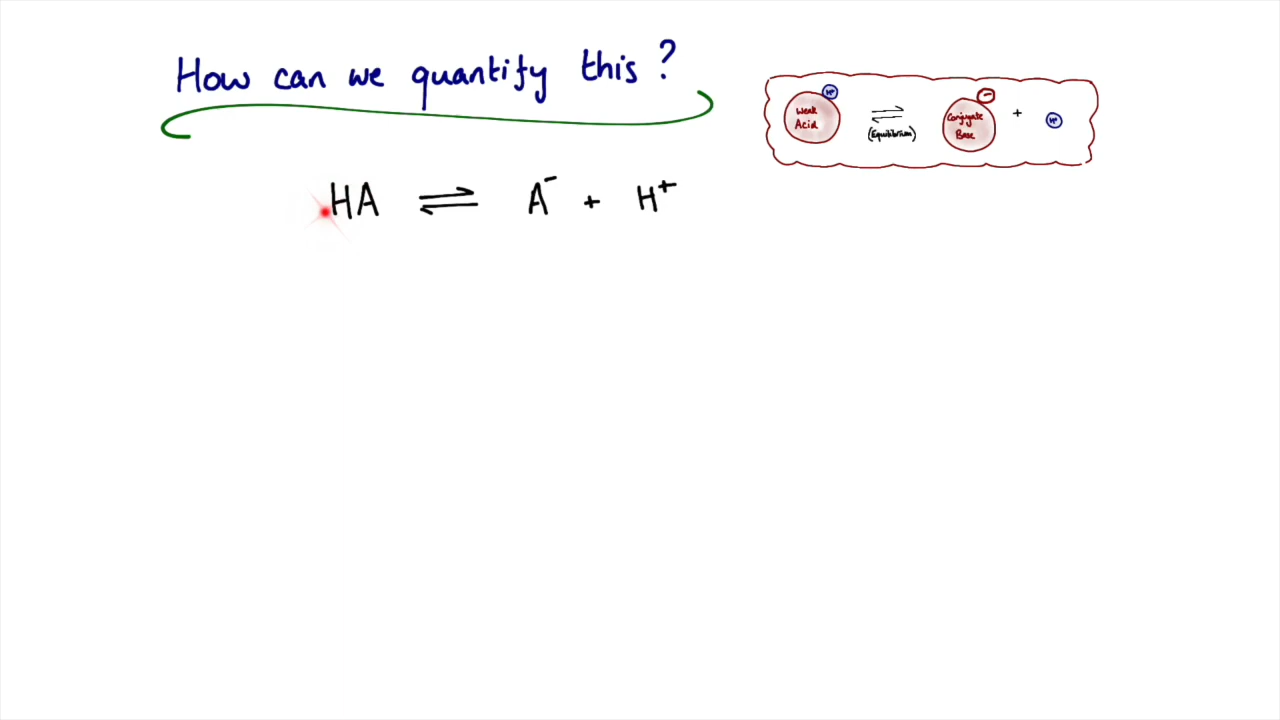 How can we quantify this?
H+
Weak
Acid
⇌
(Equilibrium)
−
Conjugate
Base
+
H+
HA ⇌ A⁻ + H⁺